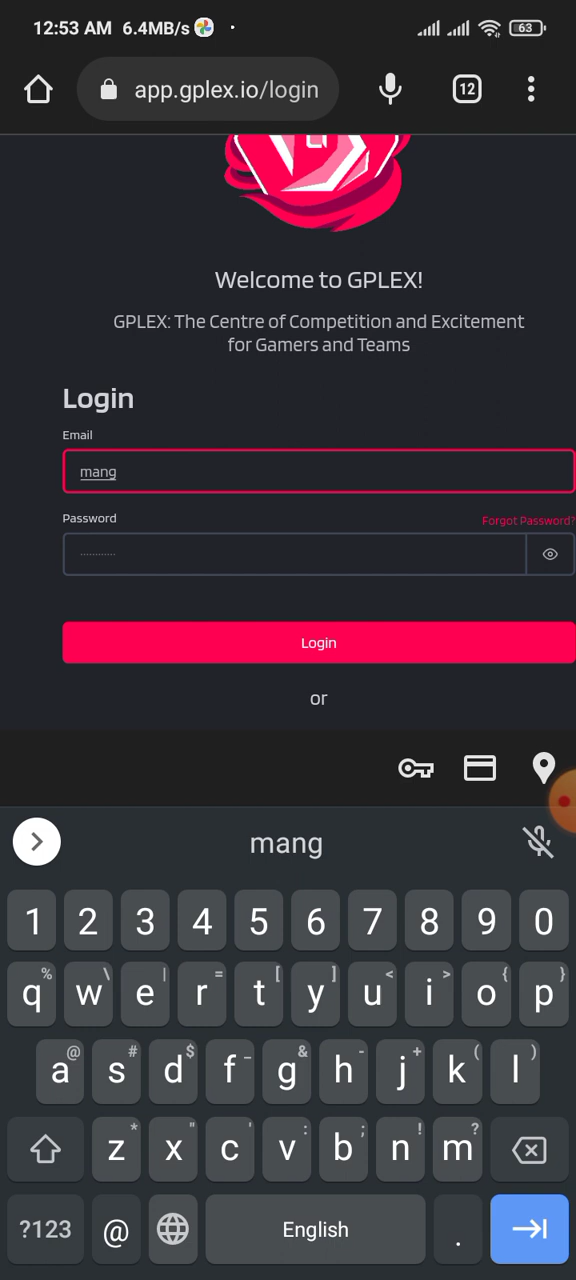 12:53 AM 6.4MB/s 63
app.gplex.io/login 12
Welcome to GPLEX!
GPLEX: The Centre of Competition and Excitement
for Gamers and Teams
Login
Email
mang
Password Forgot Password?
Login
or
mang
1 2 3 4 5 6 7 8 9 0
% \ | = [ ] < > { }
q w e r t y u i o p
@ # $ _ & - + ( )
a s d f g h j k l
* " ' : ; ! ?
z x c v b n m
?123 @ English .